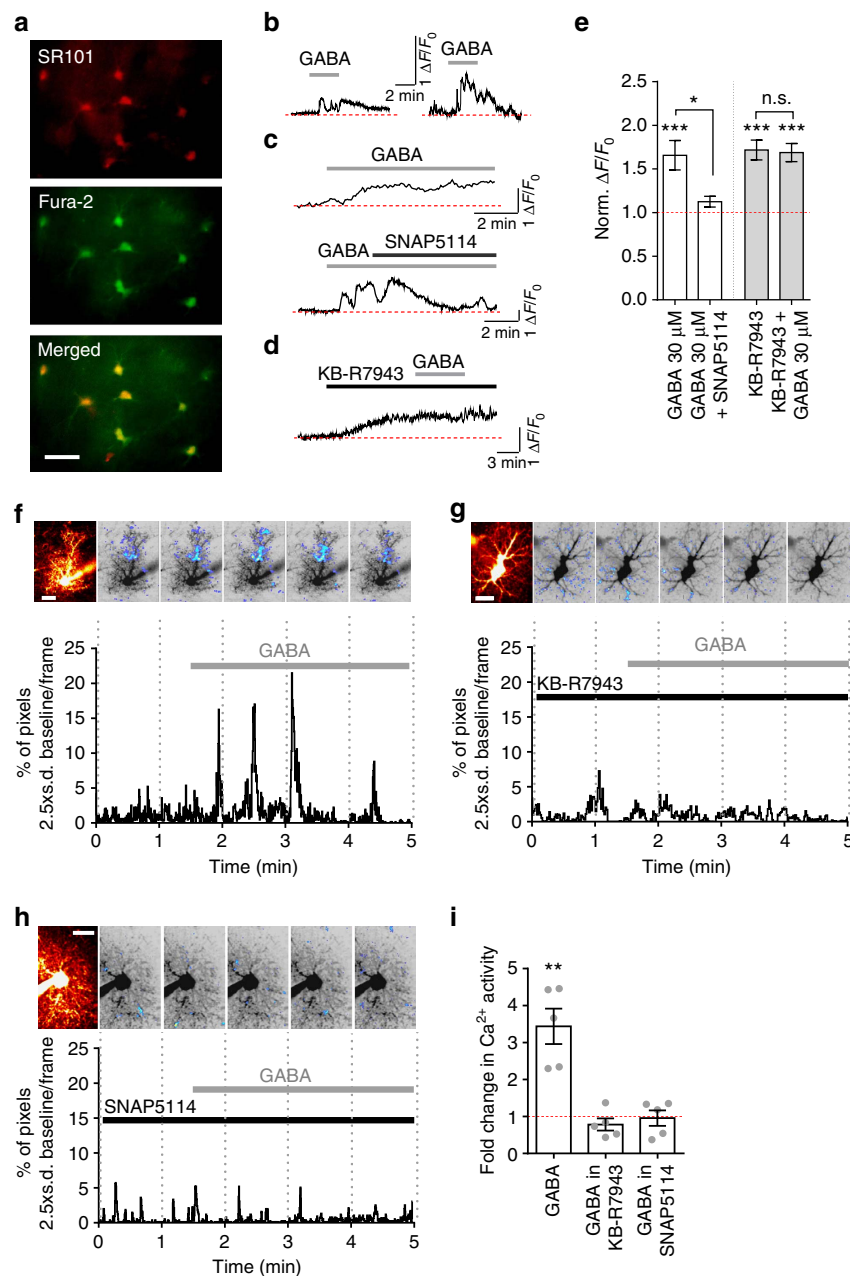 a
SR101
Fura-2
Merged
b
GABA
1 ΔF/F0
2 min
GABA
c
GABA
1 ΔF/F0
2 min
GABA
SNAP5114
1 ΔF/F0
2 min
d
GABA
KB-R7943
1 ΔF/F0
3 min
e
Norm. ΔF/F0
2.5
2.0
1.5
1.0
0.5
0.0
*
n.s.
***
***
***
GABA 30 µM
GABA 30 µM
+ SNAP5114
KB-R7943
KB-R7943 +
GABA 30 µM
f
GABA
% of pixels
2.5xs.d. baseline/frame
25
20
15
10
5
0
0 1 2 3 4 5
Time (min)
g
GABA
KB-R7943
% of pixels
2.5xs.d. baseline/frame
25
20
15
10
5
0
0 1 2 3 4 5
Time (min)
h
GABA
SNAP5114
% of pixels
2.5xs.d. baseline/frame
25
20
15
10
5
0
0 1 2 3 4 5
Time (min)
i
Fold change in Ca2+ activity
5
4
3
2
1
0
**
GABA
GABA in
KB-R7943
GABA in
SNAP5114